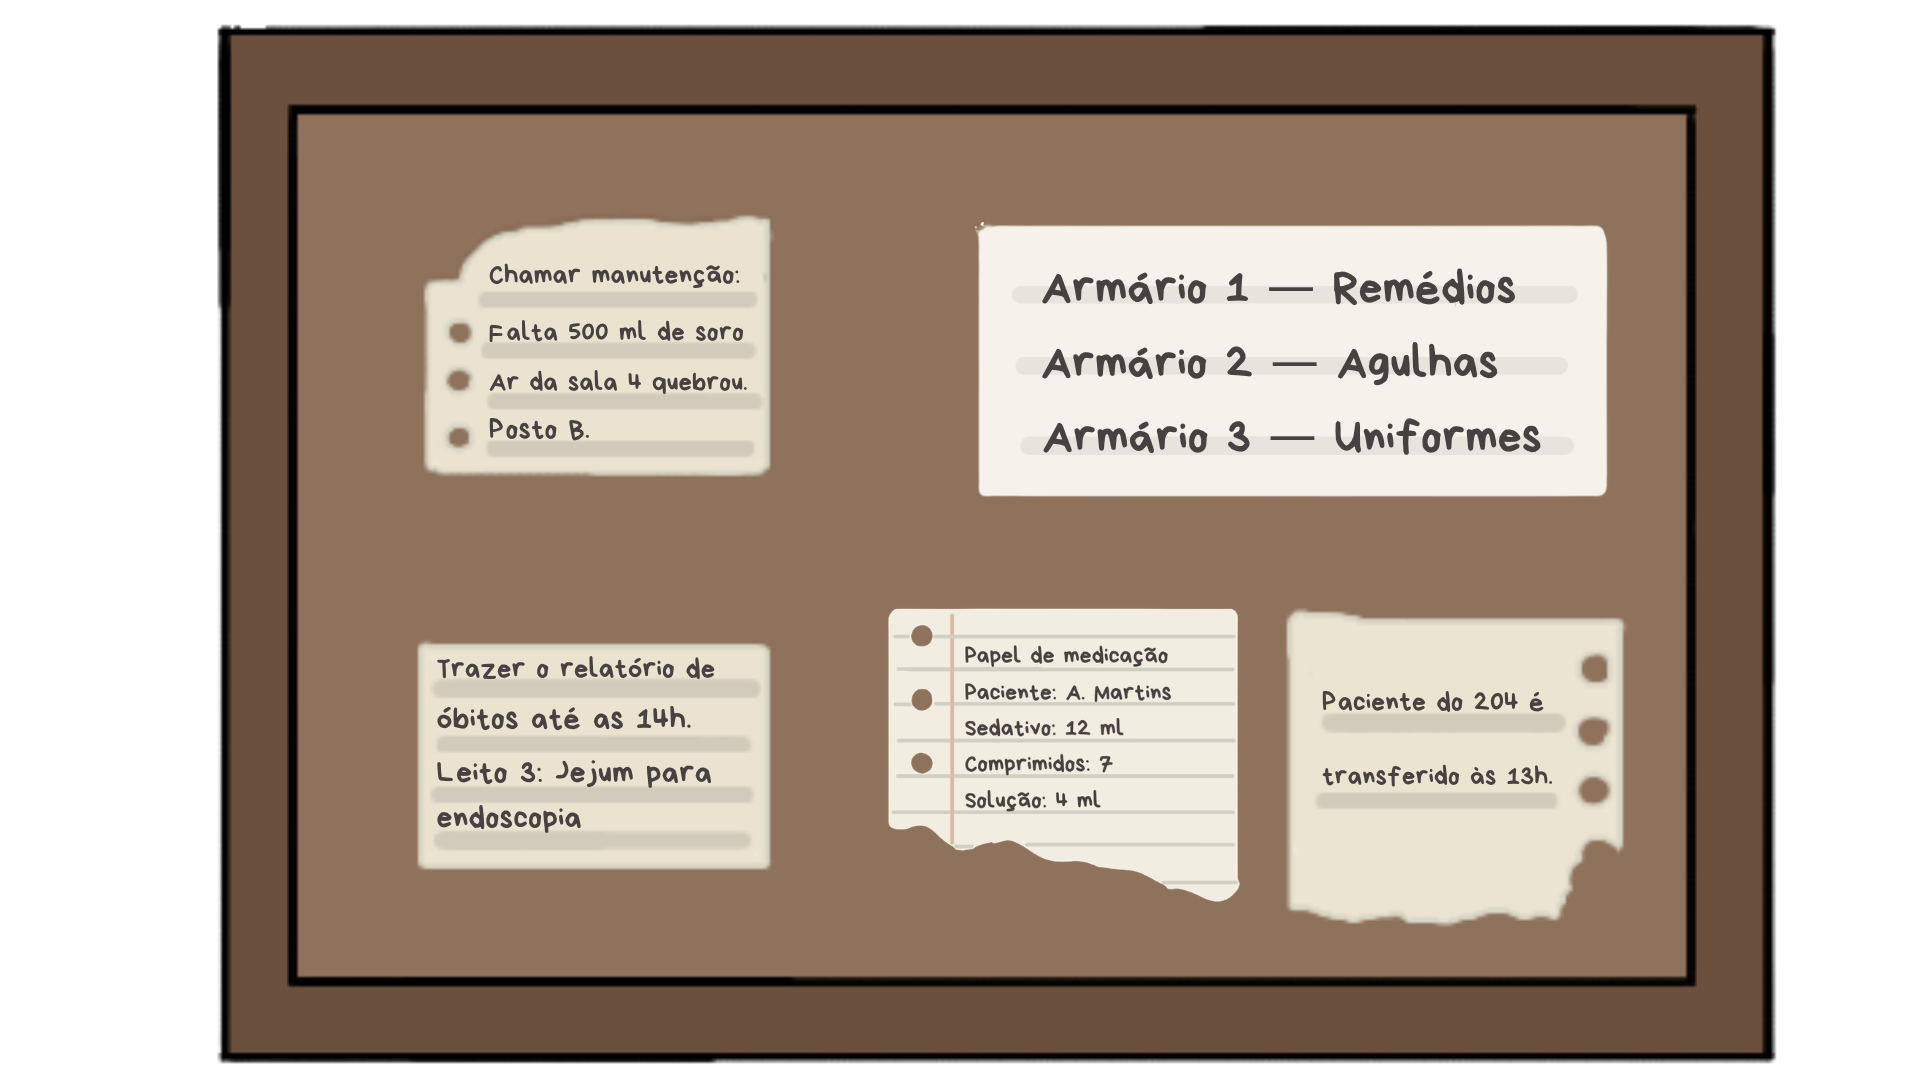 Chamar manutenção:
Falta 500 ml de soro
Ar da sala 4 quebrou.
Posto B.
Armário 1 — Remédios
Armário 2 — Agulhas
Armário 3 — Uniformes
Trazer o relatório de
óbitos até as 14h.
Leito 3: Jejum para
endoscopia
Papel de medicação
Paciente: A. Martins
Sedativo: 12 ml
Comprimidos: 7
Solução: 4 ml
Paciente do 204 é
transferido às 13h.